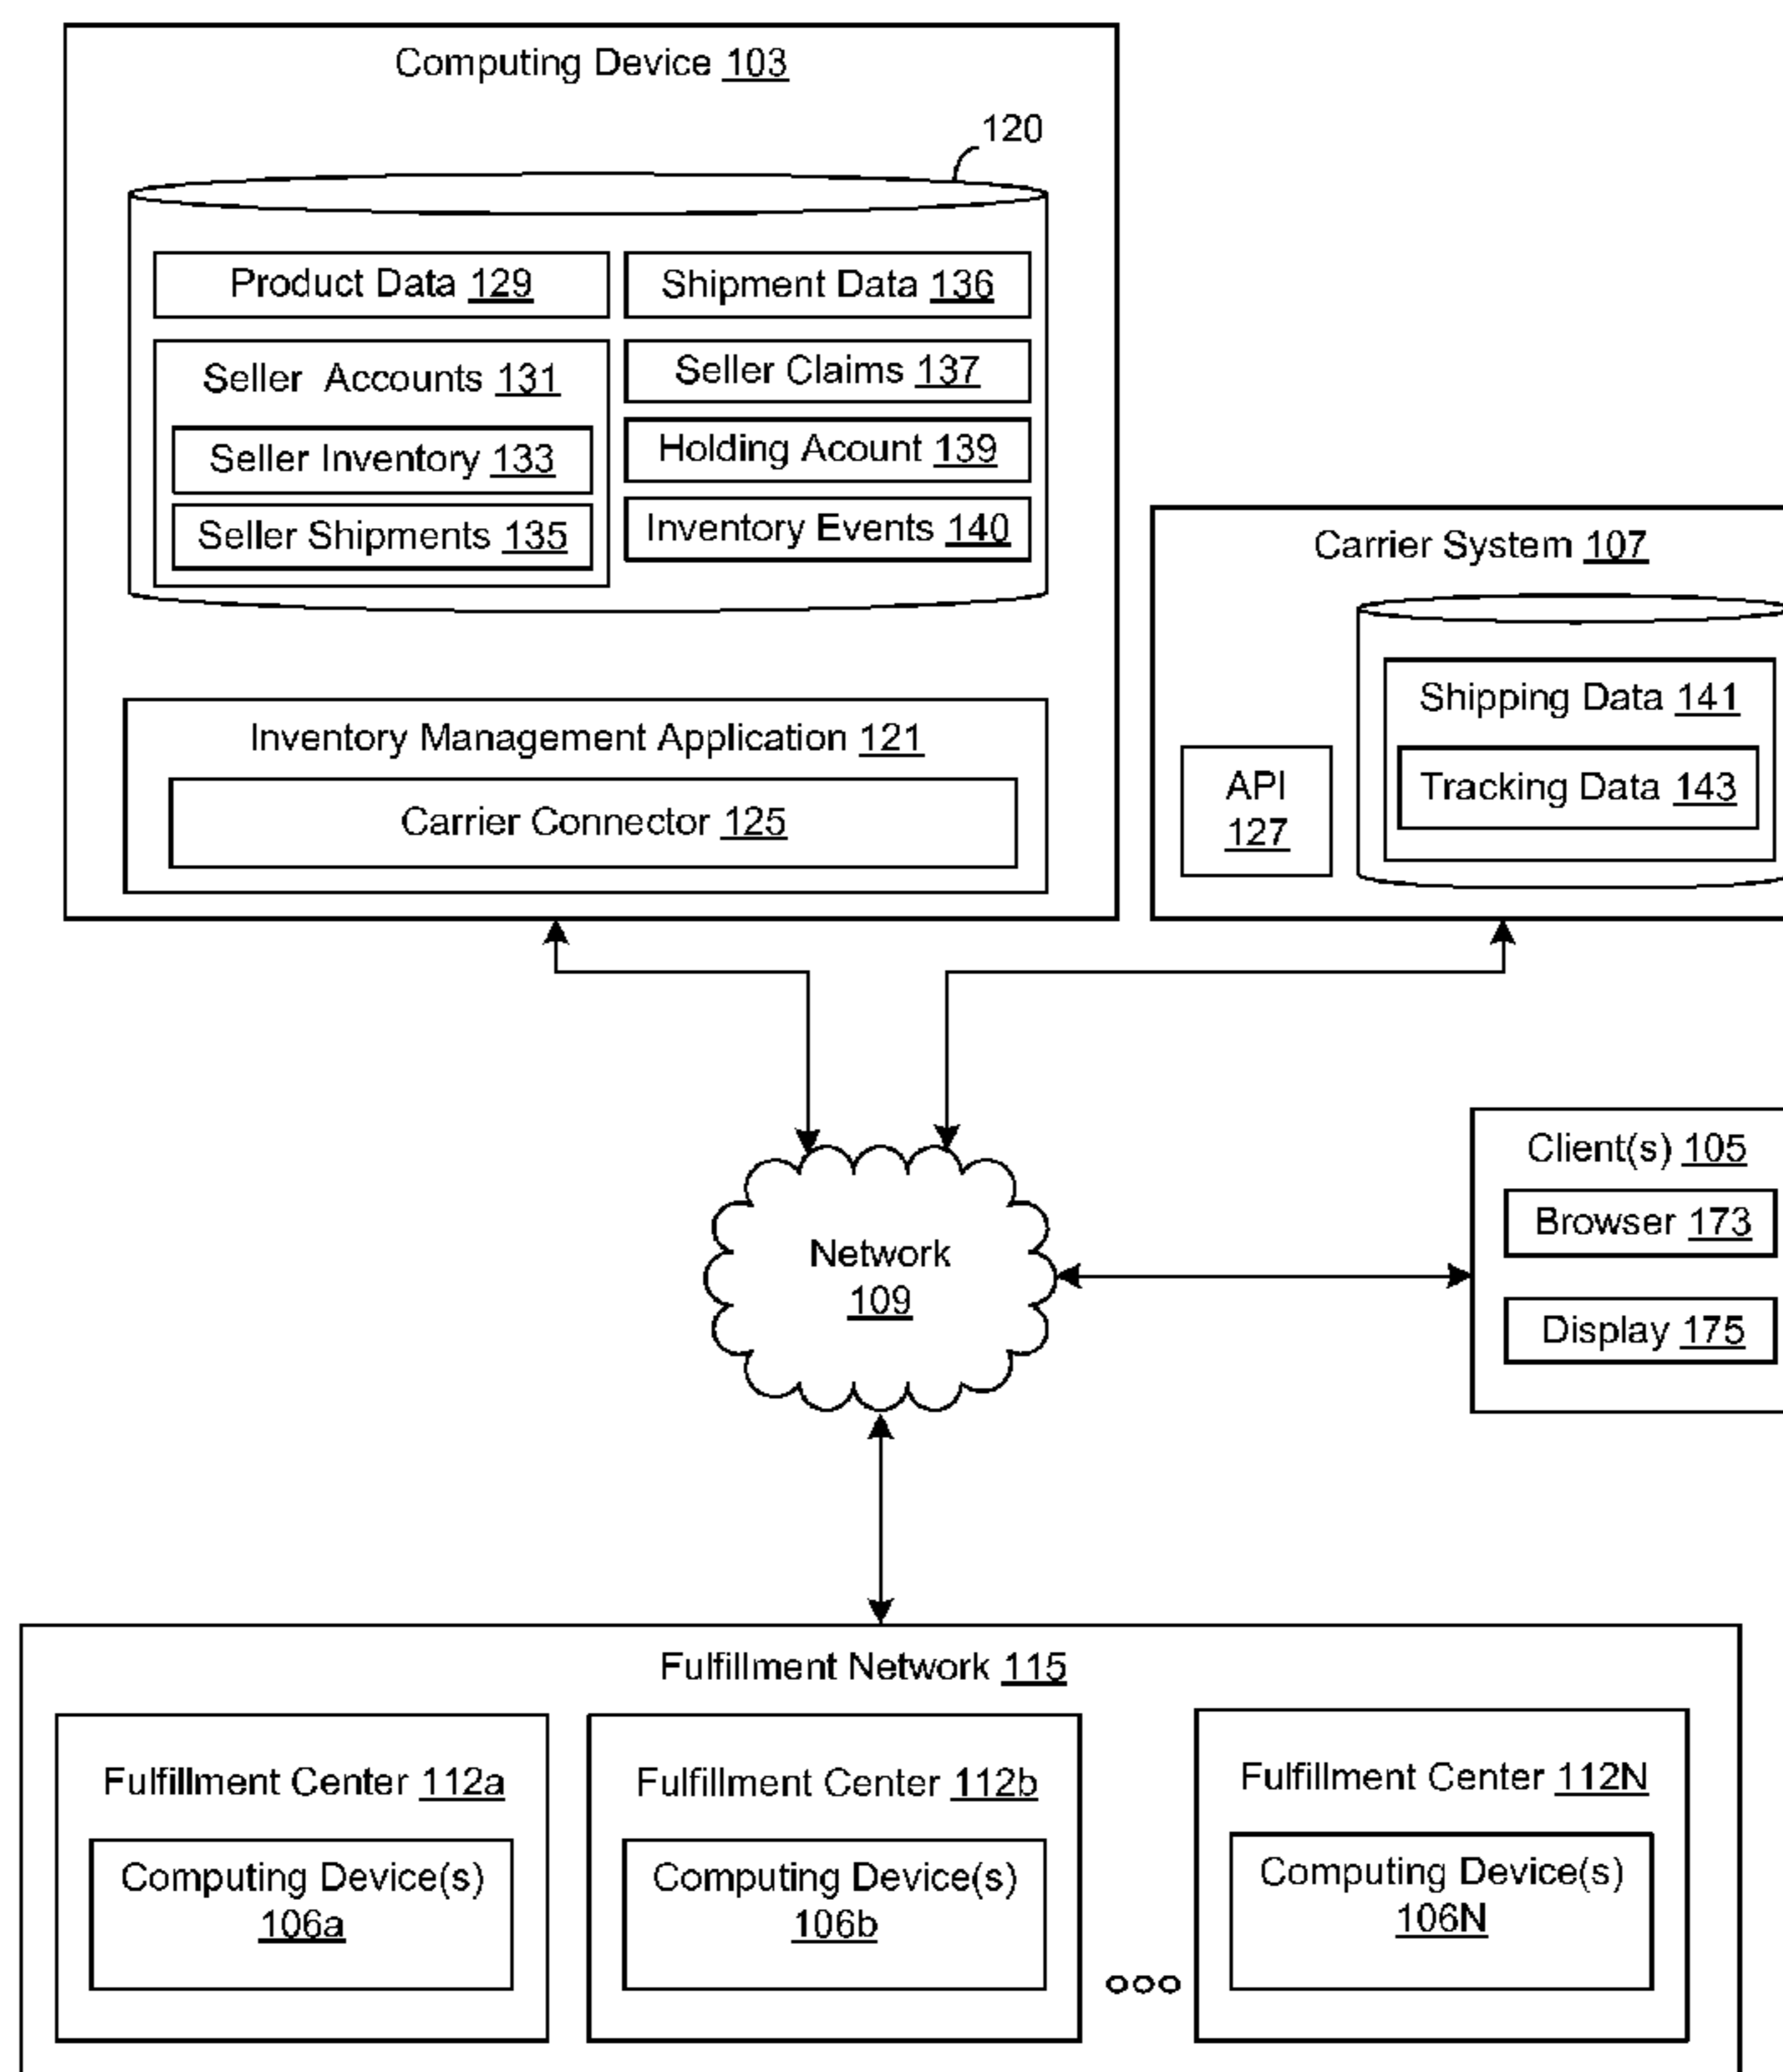 Computing Device 103
120
Product Data 129
Shipment Data 136
Seller Accounts 131
Seller Claims 137
Seller Inventory 133
Holding Acount 139
Seller Shipments 135
Inventory Events 140
Inventory Management Application 121
Carrier Connector 125
Carrier System 107
Shipping Data 141
API
127
Tracking Data 143
Network
109
Client(s) 105
Browser 173
Display 175
Fulfillment Network 115
Fulfillment Center 112a
Computing Device(s)
106a
Fulfillment Center 112b
Computing Device(s)
106b
ooo
Fulfillment Center 112N
Computing Device(s)
106N